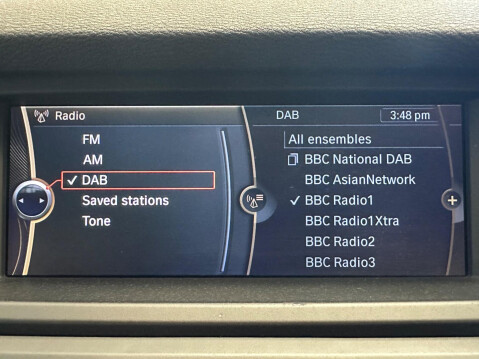 Radio
FM
AM
DAB
Saved stations
Tone
DAB
3:48 pm
All ensembles
BBC National DAB
BBC AsianNetwork
BBC Radio1
BBC Radio1Xtra
BBC Radio2
BBC Radio3